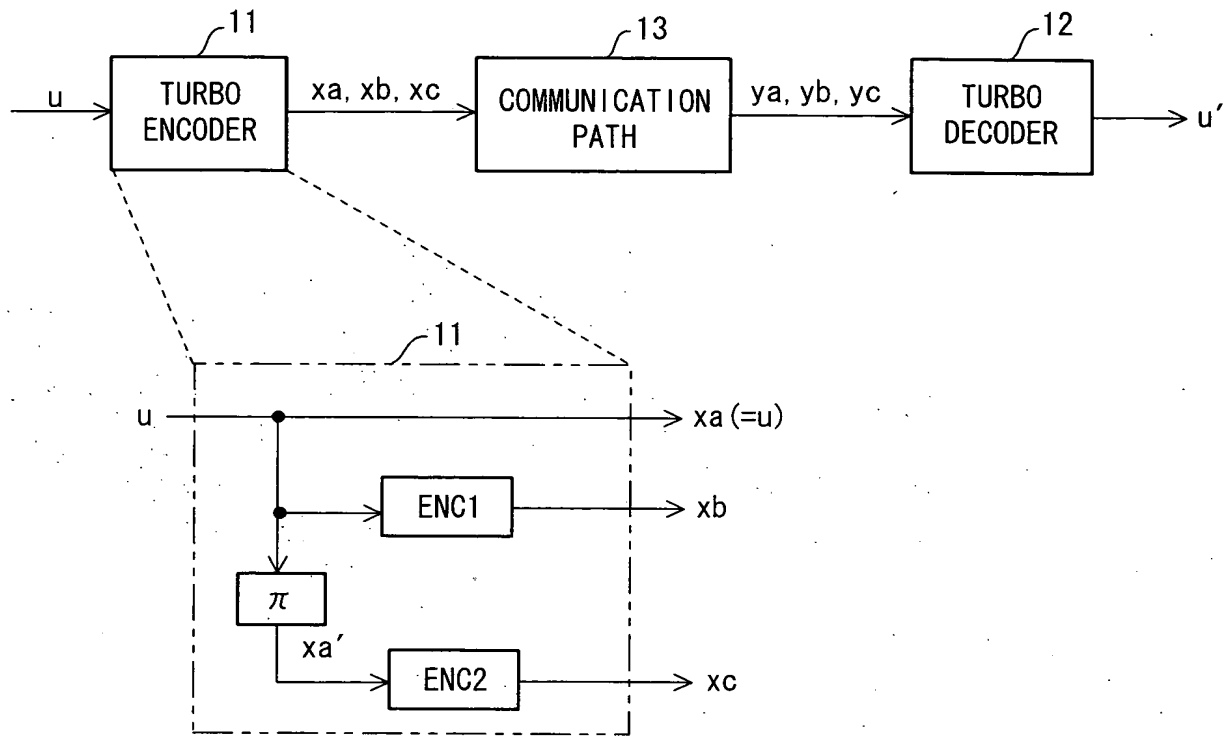 11
13
12
u
TURBO
ENCODER
xa, xb, xc
COMMUNICATION
PATH
ya, yb, yc
TURBO
DECODER
u′
11
u
xa (=u)
ENC1
xb
π
xa′
ENC2
xc